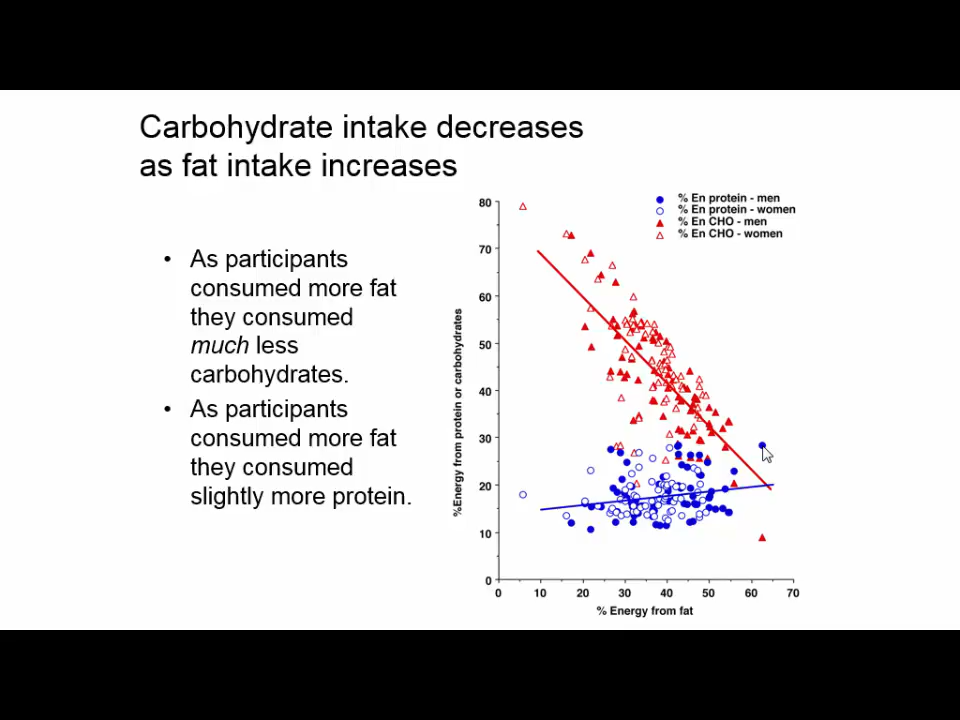 Carbohydrate intake decreases
as fat intake increases
• As participants
consumed more fat
they consumed
much less
carbohydrates.
• As participants
consumed more fat
they consumed
slightly more protein.
% En protein - men
% En protein - women
% En CHO - men
% En CHO - women
%Energy from protein or carbohydrates
80
70
60
50
40
30
20
10
0
0 10 20 30 40 50 60 70
% Energy from fat